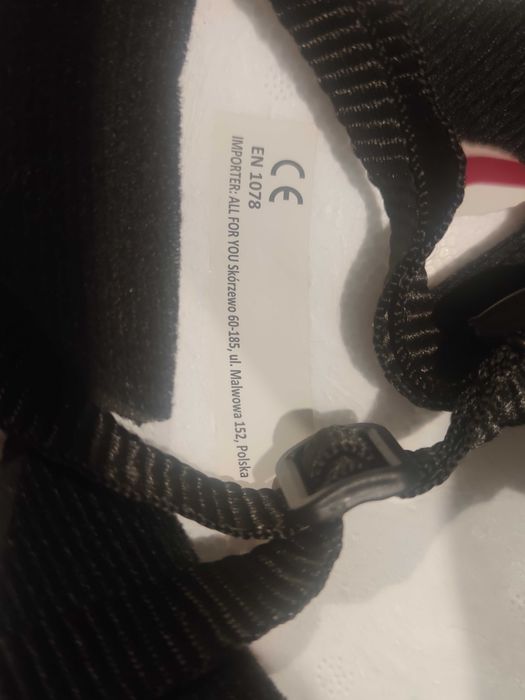 CE
EN 1078
IMPORTER: ALL FOR YOU Skórzewo 60-185, ul. Malwowa 152, Polska